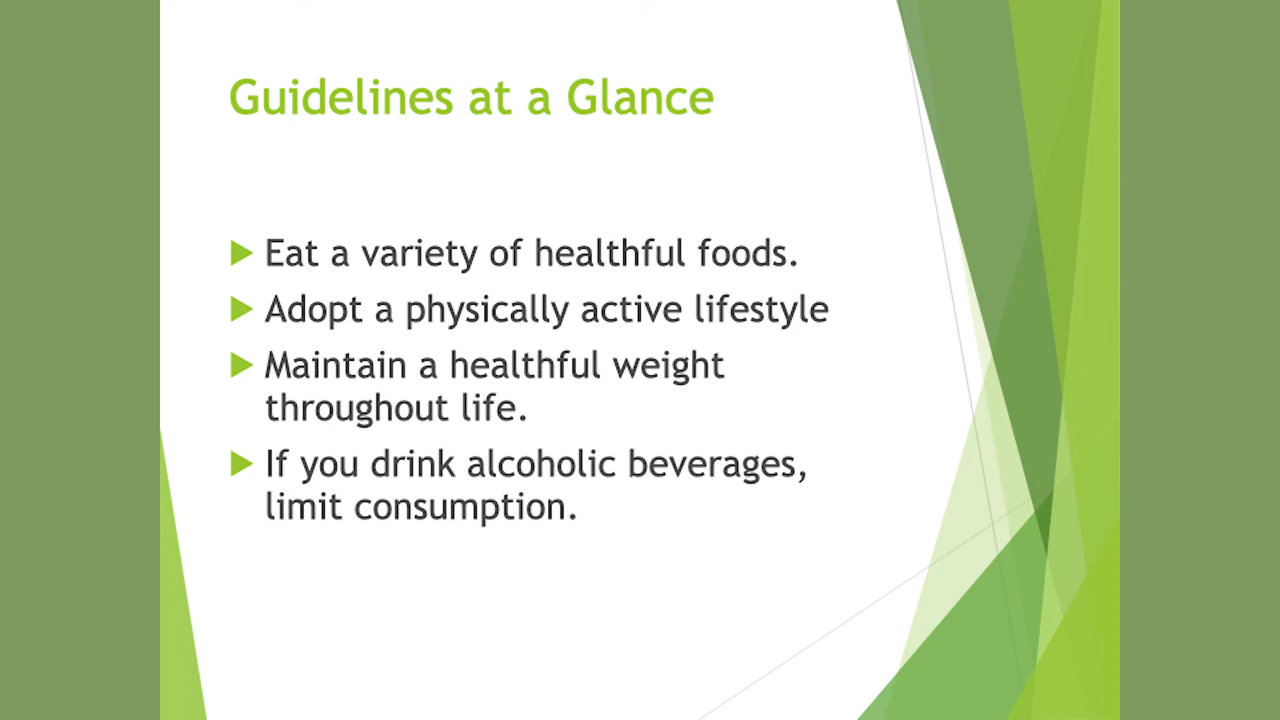 Guidelines at a Glance
Eat a variety of healthful foods.
Adopt a physically active lifestyle
Maintain a healthful weight
throughout life.
If you drink alcoholic beverages,
limit consumption.